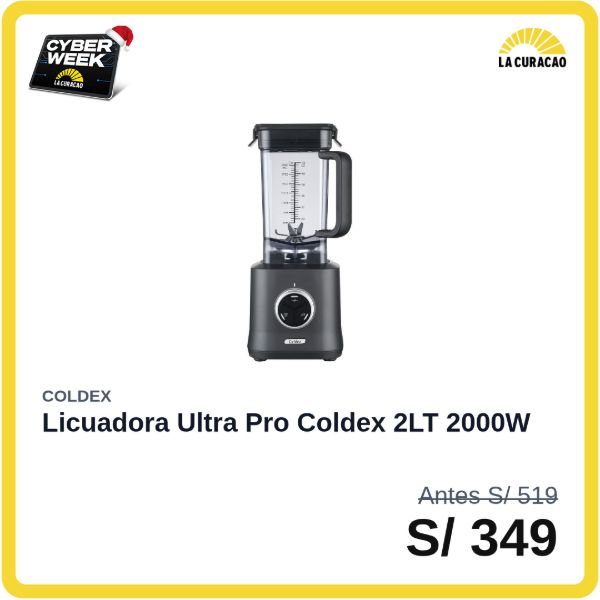 CYBER
WEEK
LA CURACAO
LA CURACAO
COLDEX
Licuadora Ultra Pro Coldex 2LT 2000W
Antes S/ 519
S/ 349